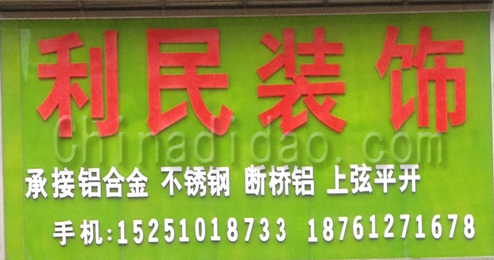 利民装饰
Chinadidao.com
承接铝合金 不锈钢 断桥铝 上弦平开
手机:15251018733 18761271678